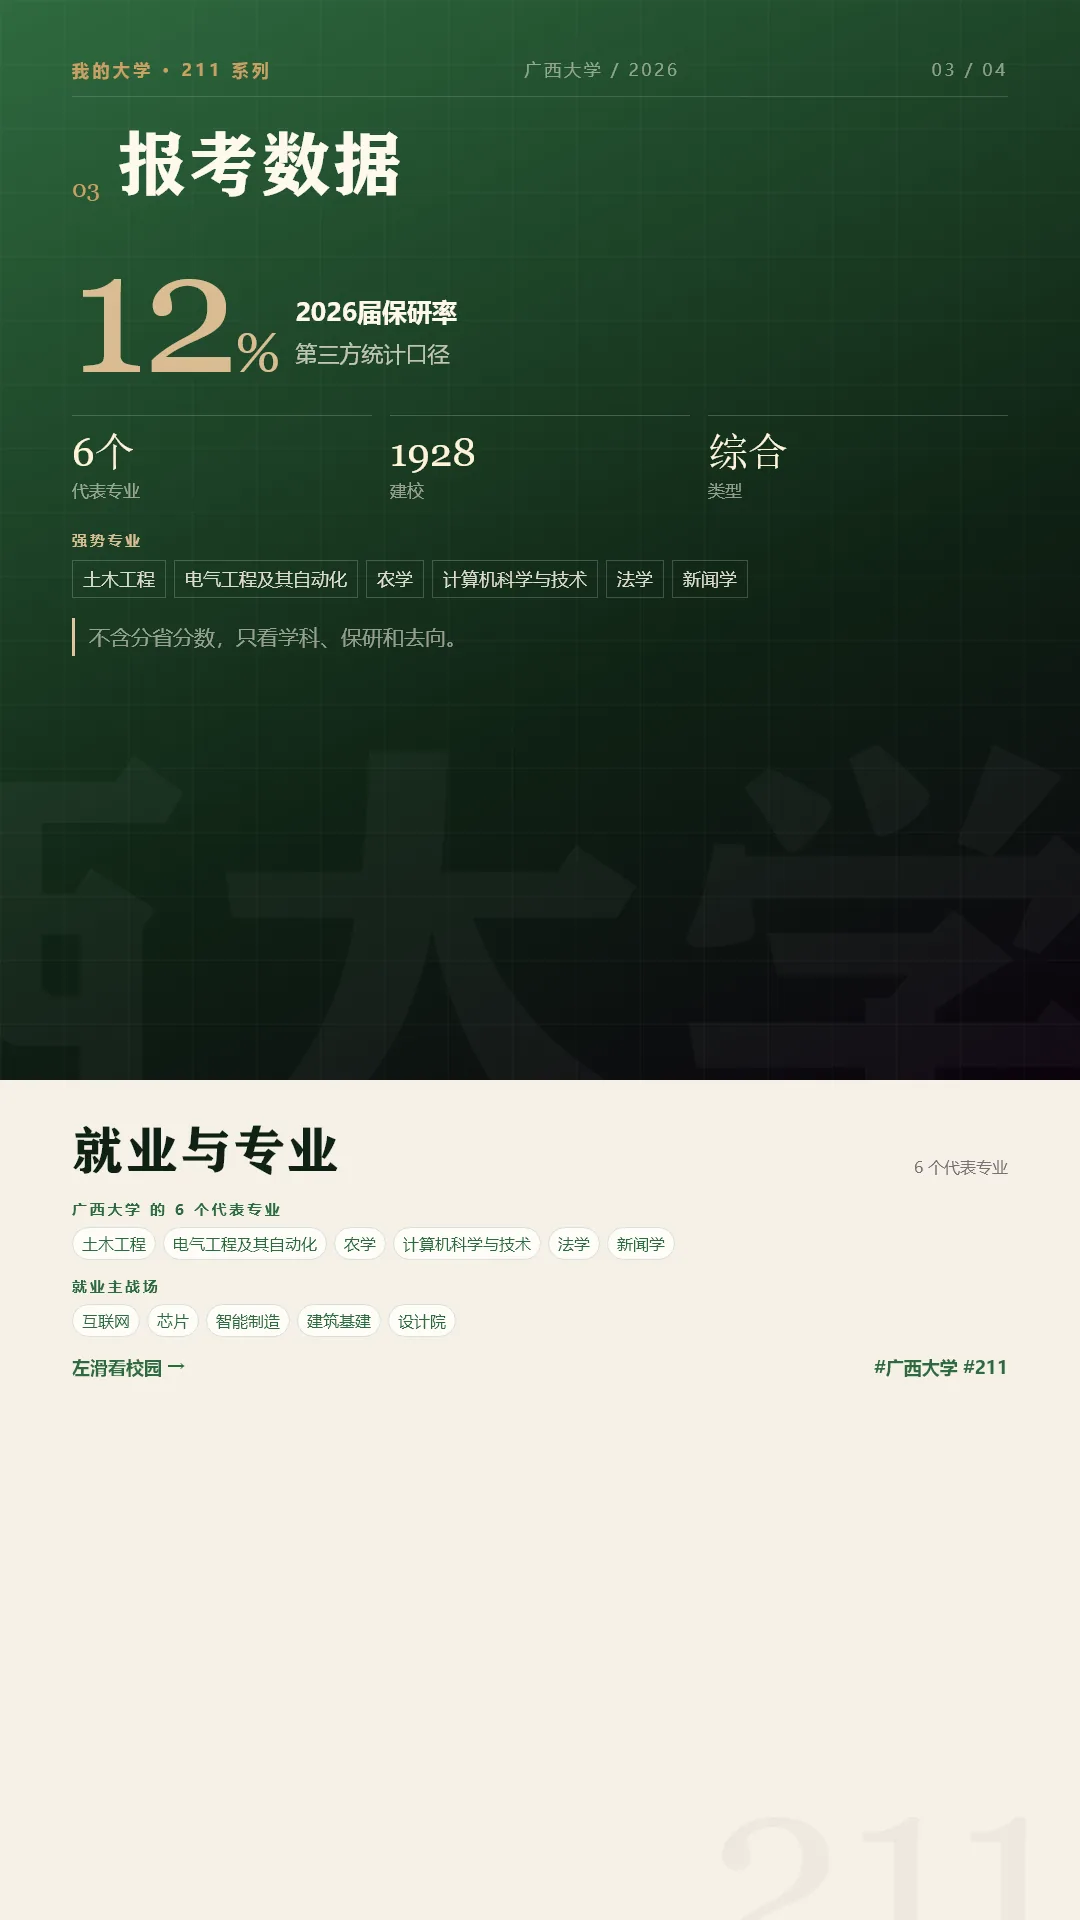 我的大学 · 211 系列
广西大学 / 2026
03 / 04
03 报考数据
12%
2026届保研率
第三方统计口径
6个
代表专业
1928
建校
综合
类型
强势专业
土木工程 电气工程及其自动化 农学 计算机科学与技术 法学 新闻学
不含分省分数，只看学科、保研和去向。
西大学
就业与专业
6 个代表专业
广西大学 的 6 个代表专业
土木工程 电气工程及其自动化 农学 计算机科学与技术 法学 新闻学
就业主战场
互联网 芯片 智能制造 建筑基建 设计院
左滑看校园 →
#广西大学 #211
211